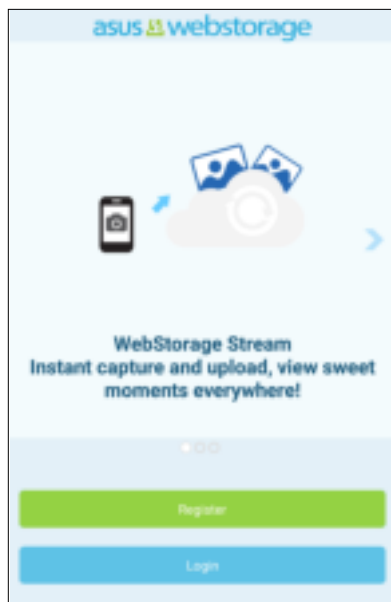 asus webstorage
WebStorage Stream
Instant capture and upload, view sweet
moments everywhere!
Register
Login